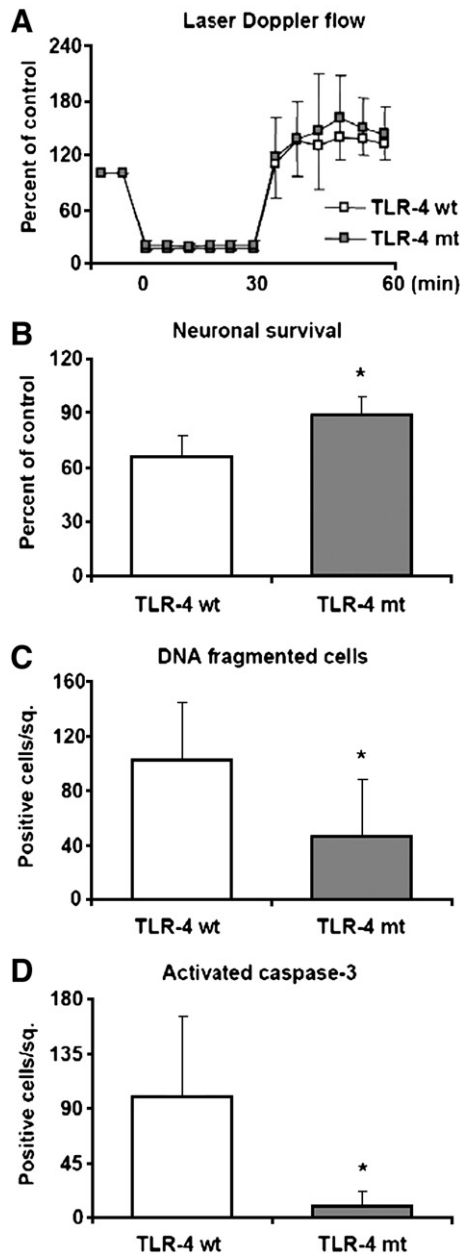 A
Laser Doppler flow
Percent of control
240
180
120
60
0
TLR-4 wt
TLR-4 mt
0 30 60 (min)
B
Neuronal survival
Percent of control
120
90
60
30
0
*
TLR-4 wt TLR-4 mt
C
DNA fragmented cells
Positive cells/sq.
160
120
80
40
0
*
TLR-4 wt TLR-4 mt
D
Activated caspase-3
Positive cells/sq.
180
135
90
45
0
*
TLR-4 wt TLR-4 mt